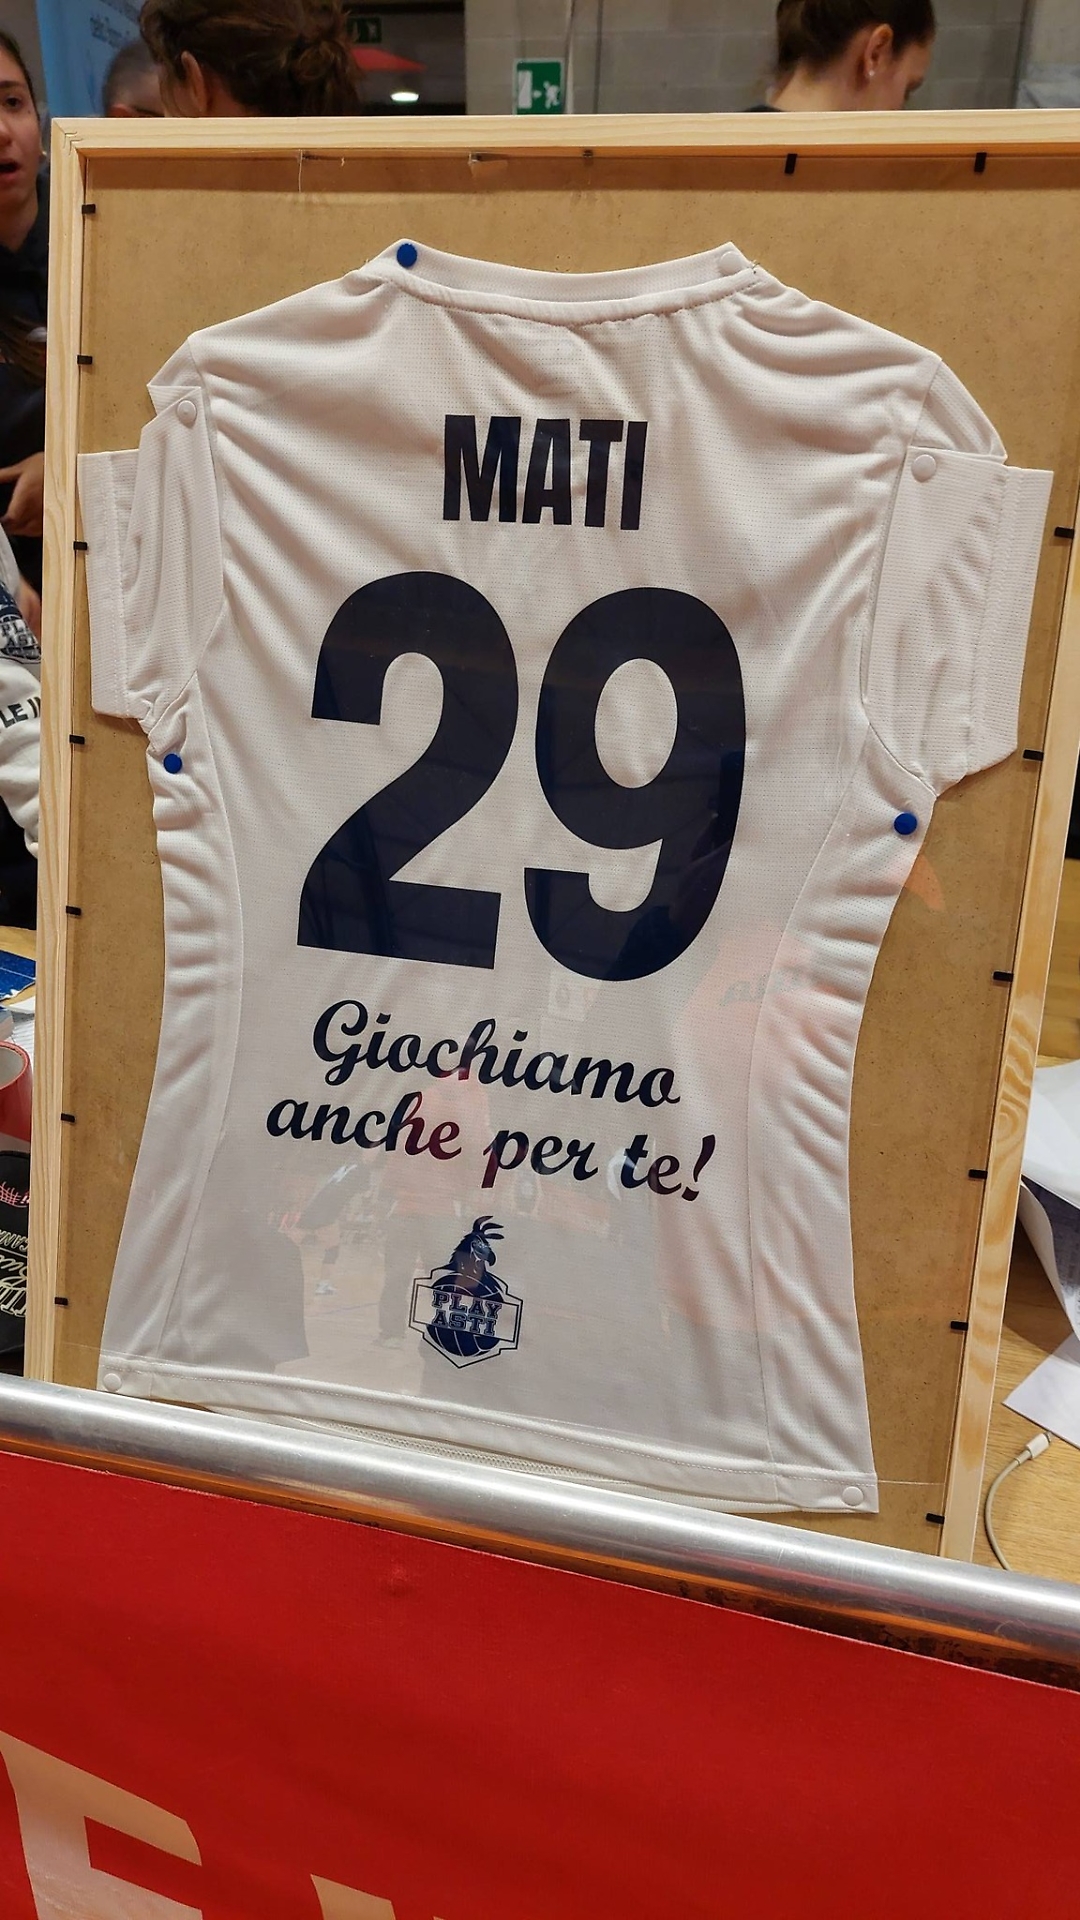 MATI
29
Giochiamo
anche per te!
PLAY
ASTI